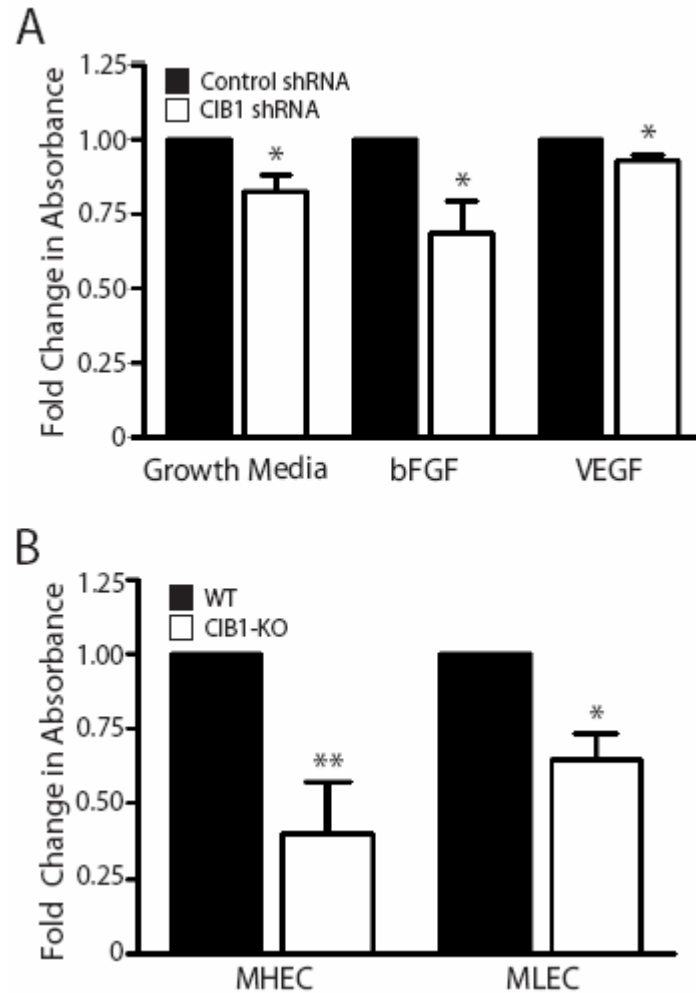 A
Fold Change in Absorbance
1.25
1.00
0.75
0.50
0.25
0
Control shRNA
CIB1 shRNA
*
*
*
Growth Media
bFGF
VEGF
B
Fold Change in Absorbance
1.25
1.00
0.75
0.50
0.25
0
WT
CIB1-KO
**
*
MHEC
MLEC